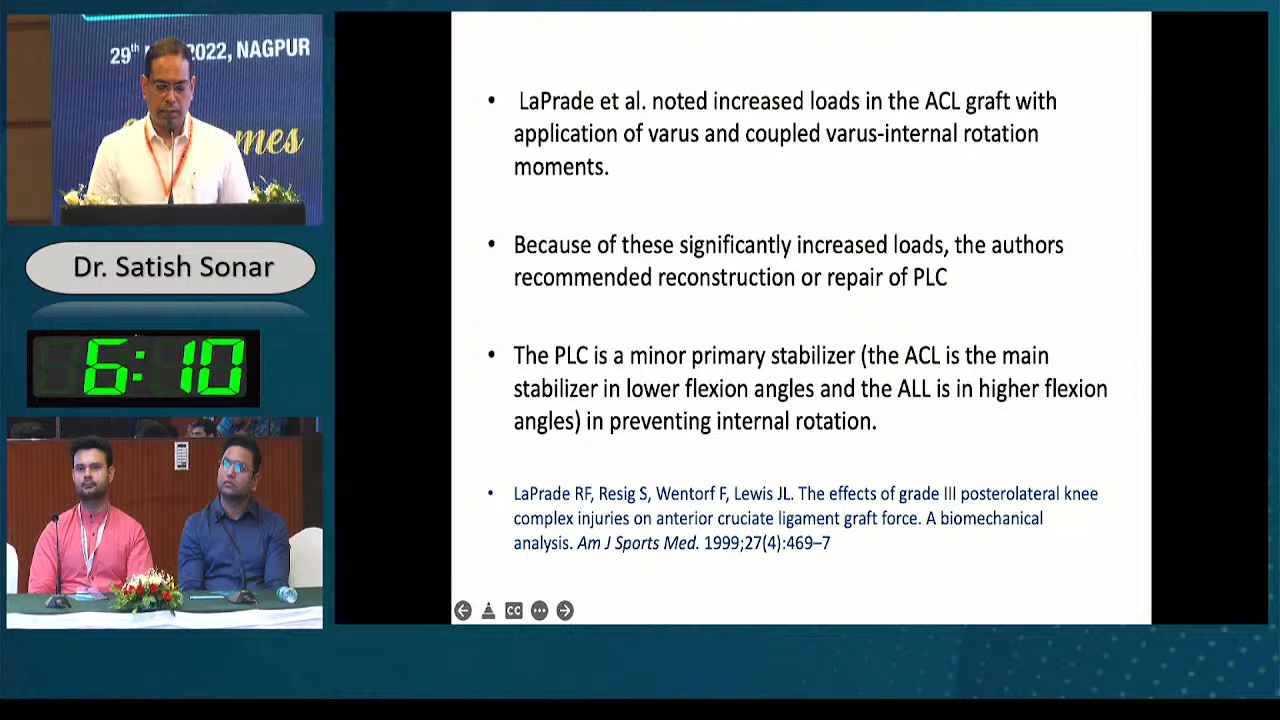 29th 2022, NAGPUR
mes
Dr. Satish Sonar
6:10
• LaPrade et al. noted increased loads in the ACL graft with
application of varus and coupled varus-internal rotation
moments.
• Because of these significantly increased loads, the authors
recommended reconstruction or repair of PLC
• The PLC is a minor primary stabilizer (the ACL is the main
stabilizer in lower flexion angles and the ALL is in higher flexion
angles) in preventing internal rotation.
• LaPrade RF, Resig S, Wentorf F, Lewis JL. The effects of grade III posterolateral knee
complex injuries on anterior cruciate ligament graft force. A biomechanical
analysis. Am J Sports Med. 1999;27(4):469–7
CC